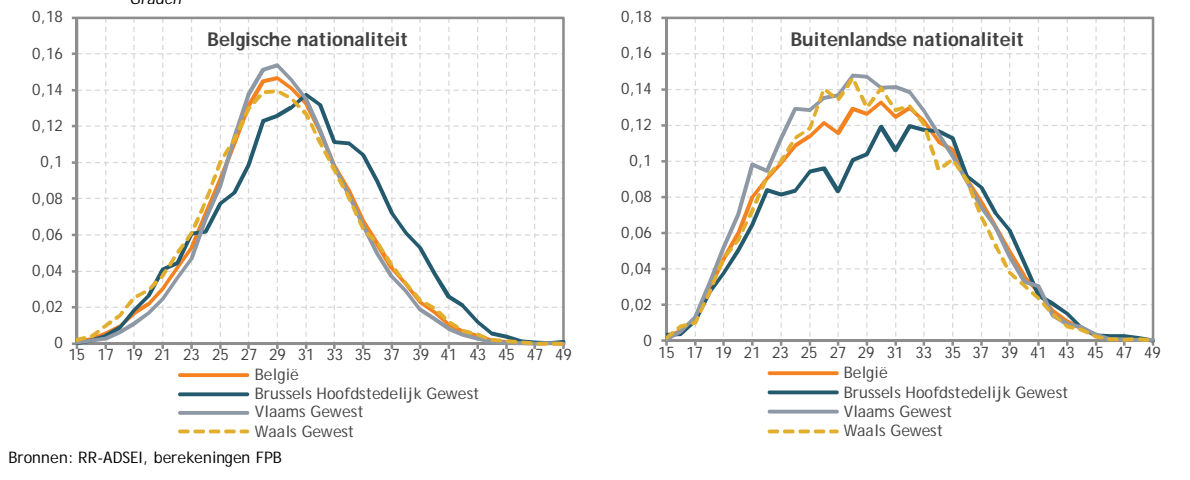 Graden
Belgische nationaliteit
0,18
0,16
0,14
0,12
0,1
0,08
0,06
0,04
0,02
0
15 17 19 21 23 25 27 29 31 33 35 37 39 41 43 45 47 49
België
Brussels Hoofdstedelijk Gewest
Vlaams Gewest
Waals Gewest
Buitenlandse nationaliteit
0,18
0,16
0,14
0,12
0,1
0,08
0,06
0,04
0,02
0
15 17 19 21 23 25 27 29 31 33 35 37 39 41 43 45 47 49
België
Brussels Hoofdstedelijk Gewest
Vlaams Gewest
Waals Gewest
Bronnen: RR-ADSEI, berekeningen FPB